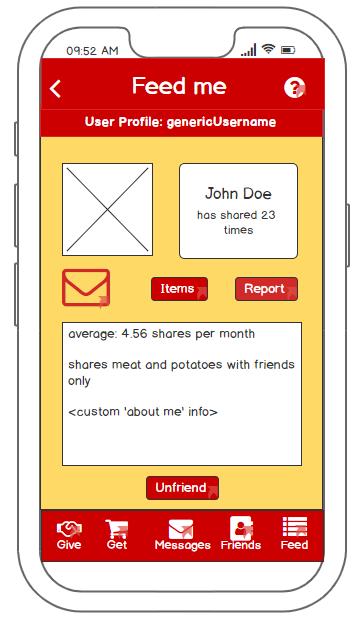 09:52 AM
Feed me
?
User Profile: genericUsername
John Doe
has shared 23
times
Items
Report
average: 4.56 shares per month
shares meat and potatoes with friends
only
<custom 'about me' info>
Unfriend
Give
Get
Messages
Friends
Feed